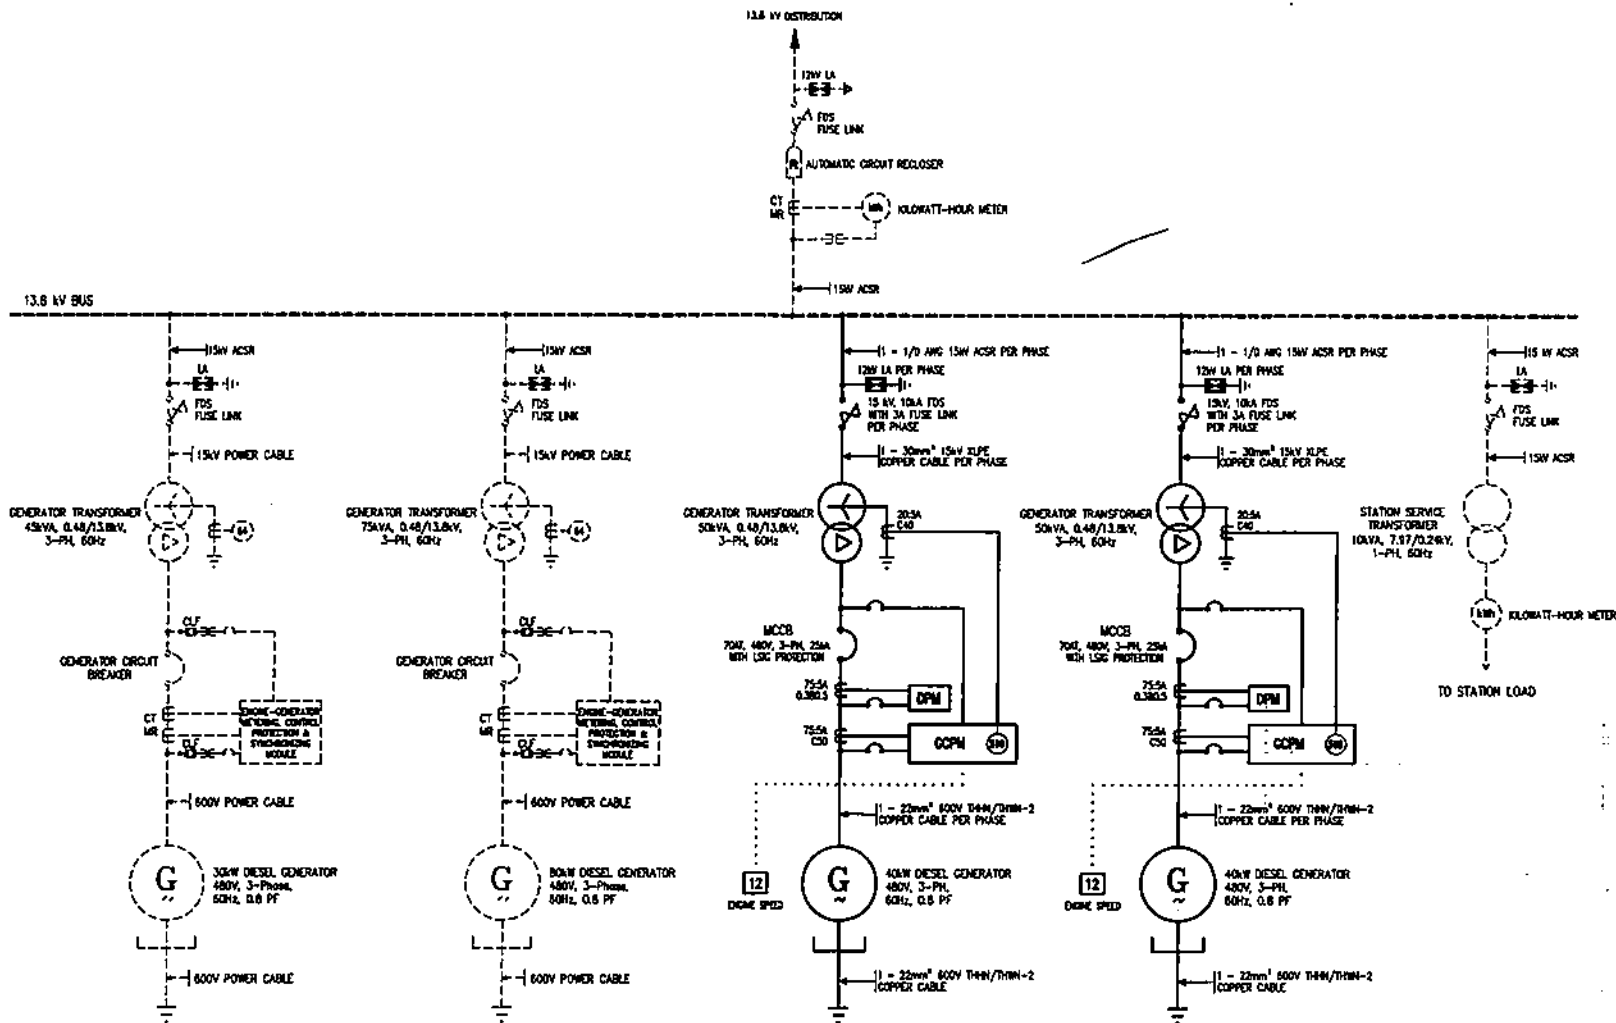 13.8 kV DISTRIBUTION
12kV LA
FDS
FUSE LINK
R
AUTOMATIC CIRCUIT RECLOSER
CT
MR
KILOWATT-HOUR METER
15kV ACSR
13.8 kV BUS
15kV ACSR
LA
FDS
FUSE LINK
15kV POWER CABLE
GENERATOR TRANSFORMER
45kVA, 0.48/13.8kV,
3-PH, 60Hz
64
CLF
GENERATOR CIRCUIT
BREAKER
CT
MR
ENGINE-GENERATOR
METERING, CONTROL
PROTECTION &
SYNCHRONIZING
MODULE
CLF
600V POWER CABLE
G
~
30kW DIESEL GENERATOR
480V, 3-Phase,
60Hz, 0.8 PF
600V POWER CABLE
15kV ACSR
LA
FDS
FUSE LINK
15kV POWER CABLE
GENERATOR TRANSFORMER
75kVA, 0.48/13.8kV,
3-PH, 60Hz
64
CLF
GENERATOR CIRCUIT
BREAKER
CT
MR
ENGINE-GENERATOR
METERING, CONTROL
PROTECTION &
SYNCHRONIZING
MODULE
CLF
600V POWER CABLE
G
~
DIESEL GENERATOR
480V, 3-Phase,
60Hz, 0.8 PF
600V POWER CABLE
1 - 1/0 AWG 15kV ACSR PER PHASE
12kV LA PER PHASE
15 kV, 10kA FDS
WITH 3A FUSE LINK
PER PHASE
1 - 30mm² 15kV XLPE
COPPER CABLE PER PHASE
GENERATOR TRANSFORMER
50kVA, 0.48/13.8kV,
3-PH, 60Hz
20:5A
C40
MCCB
70AT, 480V, 3-PH, 25kA
WITH LSIG PROTECTION
75:5A
0.3B0.5
DPM
75:5A
C50
GCPM
1 - 22mm² 600V THHN/THWN-2
COPPER CABLE PER PHASE
12
ENGINE SPEED
G
~
40kW DIESEL GENERATOR
480V, 3-PH,
60Hz, 0.8 PF
1 - 22mm² 600V THHN/THWN-2
COPPER CABLE
1 - 1/0 AWG 15kV ACSR PER PHASE
12kV LA PER PHASE
15kV, 10kA FDS
WITH 3A FUSE LINK
PER PHASE
1 - 30mm² 15kV XLPE
COPPER CABLE PER PHASE
GENERATOR TRANSFORMER
50kVA, 0.48/13.8kV,
3-PH, 60Hz
20:5A
C40
MCCB
70AT, 480V, 3-PH, 25kA
WITH LSIG PROTECTION
75:5A
0.3B0.5
DPM
75:5A
C50
GCPM
1 - 22mm² 600V THHN/THWN-2
COPPER CABLE PER PHASE
12
ENGINE SPEED
G
~
40kW DIESEL GENERATOR
480V, 3-PH,
60Hz, 0.8 PF
1 - 22mm² 600V THHN/THWN-2
COPPER CABLE
15 kV ACSR
LA
FDS
FUSE LINK
15kV ACSR
STATION SERVICE
TRANSFORMER
10kVA, 7.97/0.24kV,
1-PH, 60Hz
kWh
KILOWATT-HOUR METER
TO STATION LOAD